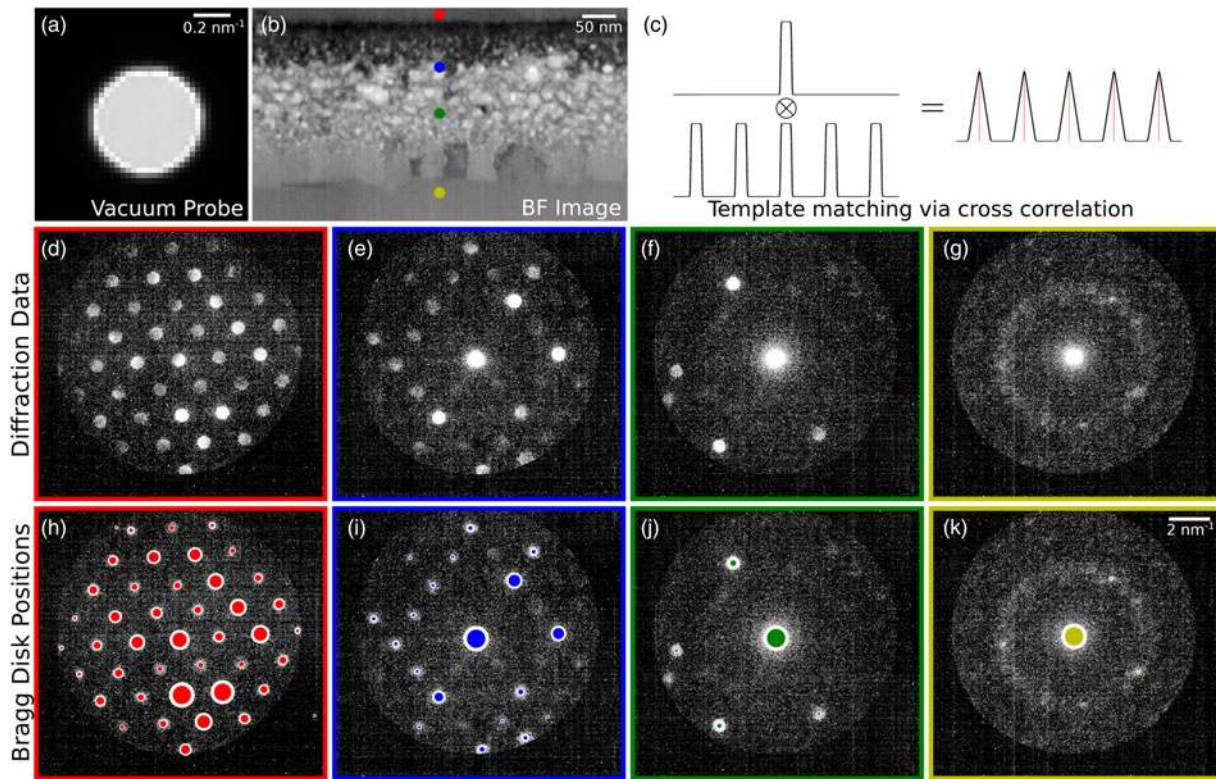 (a)
0.2 nm⁻¹
Vacuum Probe
(b)
50 nm
BF Image
(c)
=
Template matching via cross correlation
Diffraction Data
(d)
(e)
(f)
(g)
Bragg Disk Positions
(h)
(i)
(j)
(k)
2 nm⁻¹